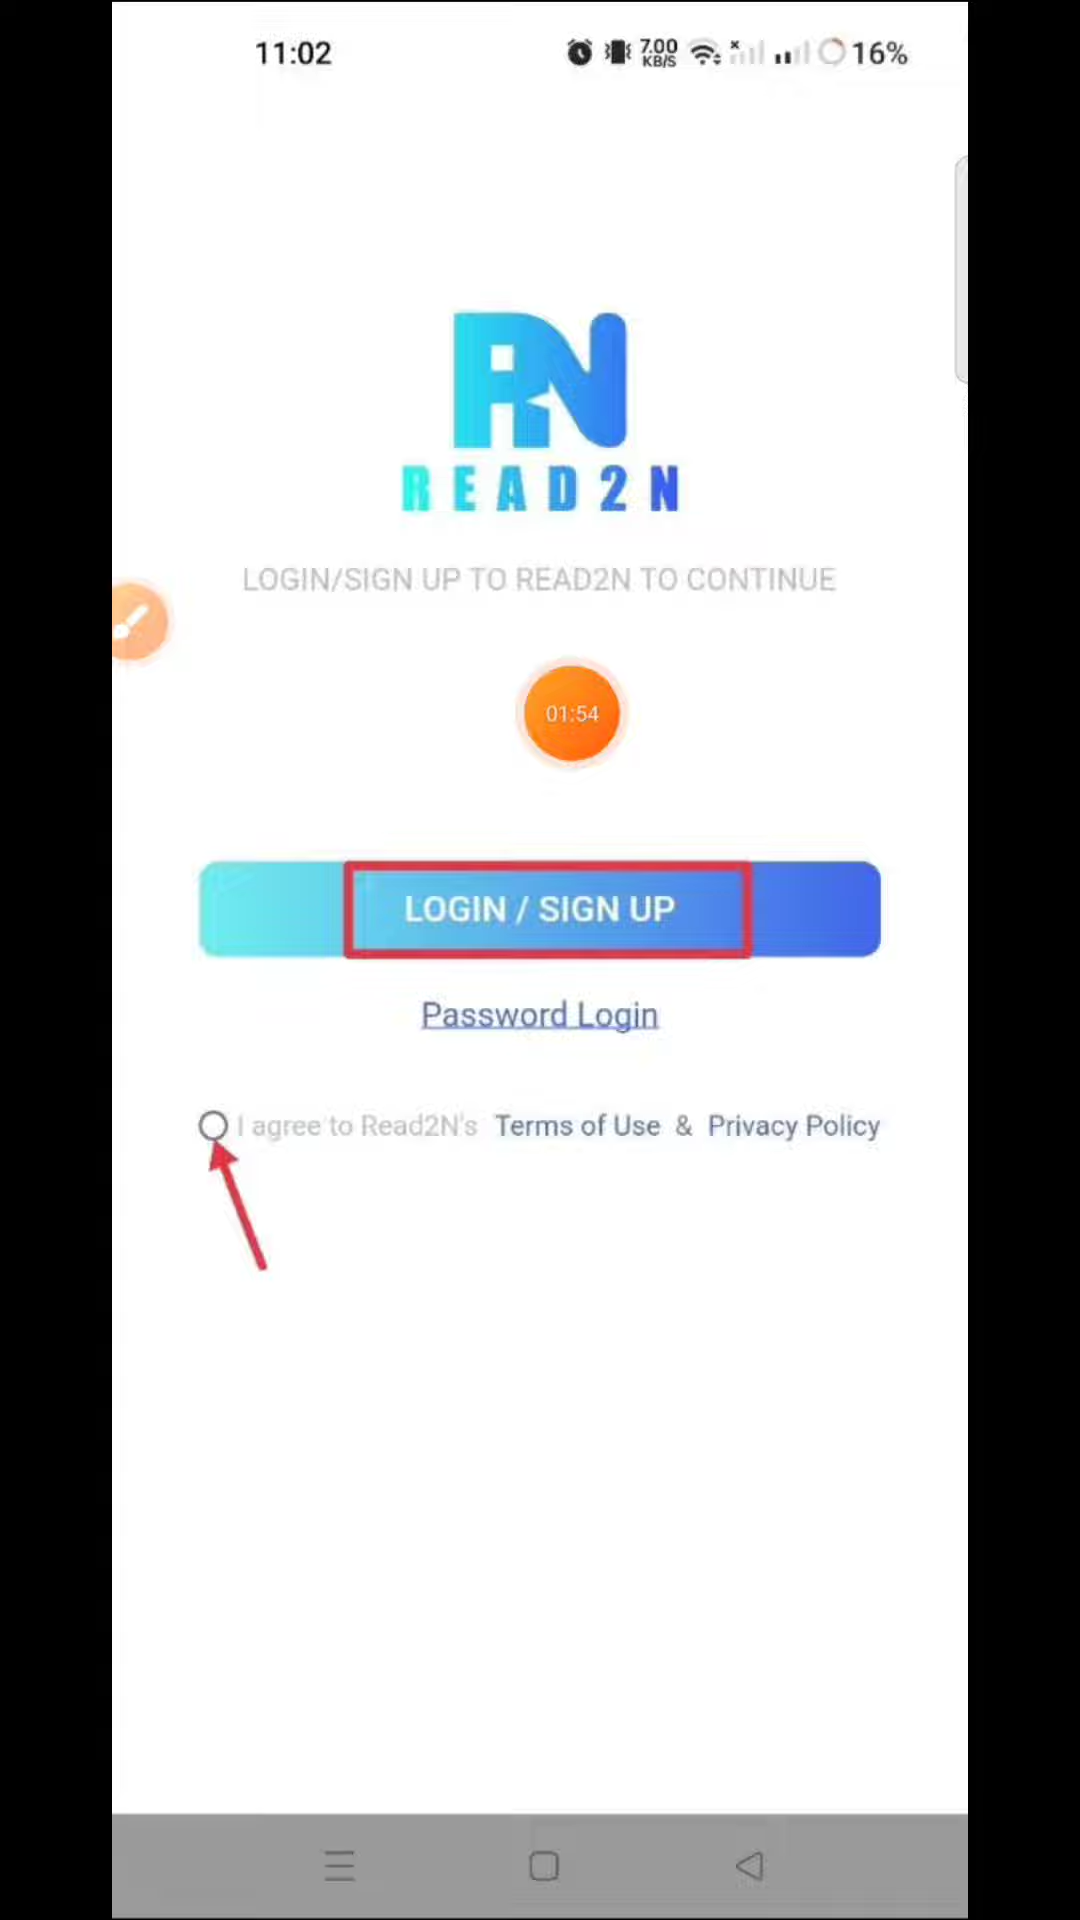 11:02
7.00
KB/S
16%
RN
READ2N
LOGIN/SIGN UP TO READ2N TO CONTINUE
01:54
LOGIN / SIGN UP
Password Login
I agree to Read2N's Terms of Use & Privacy Policy